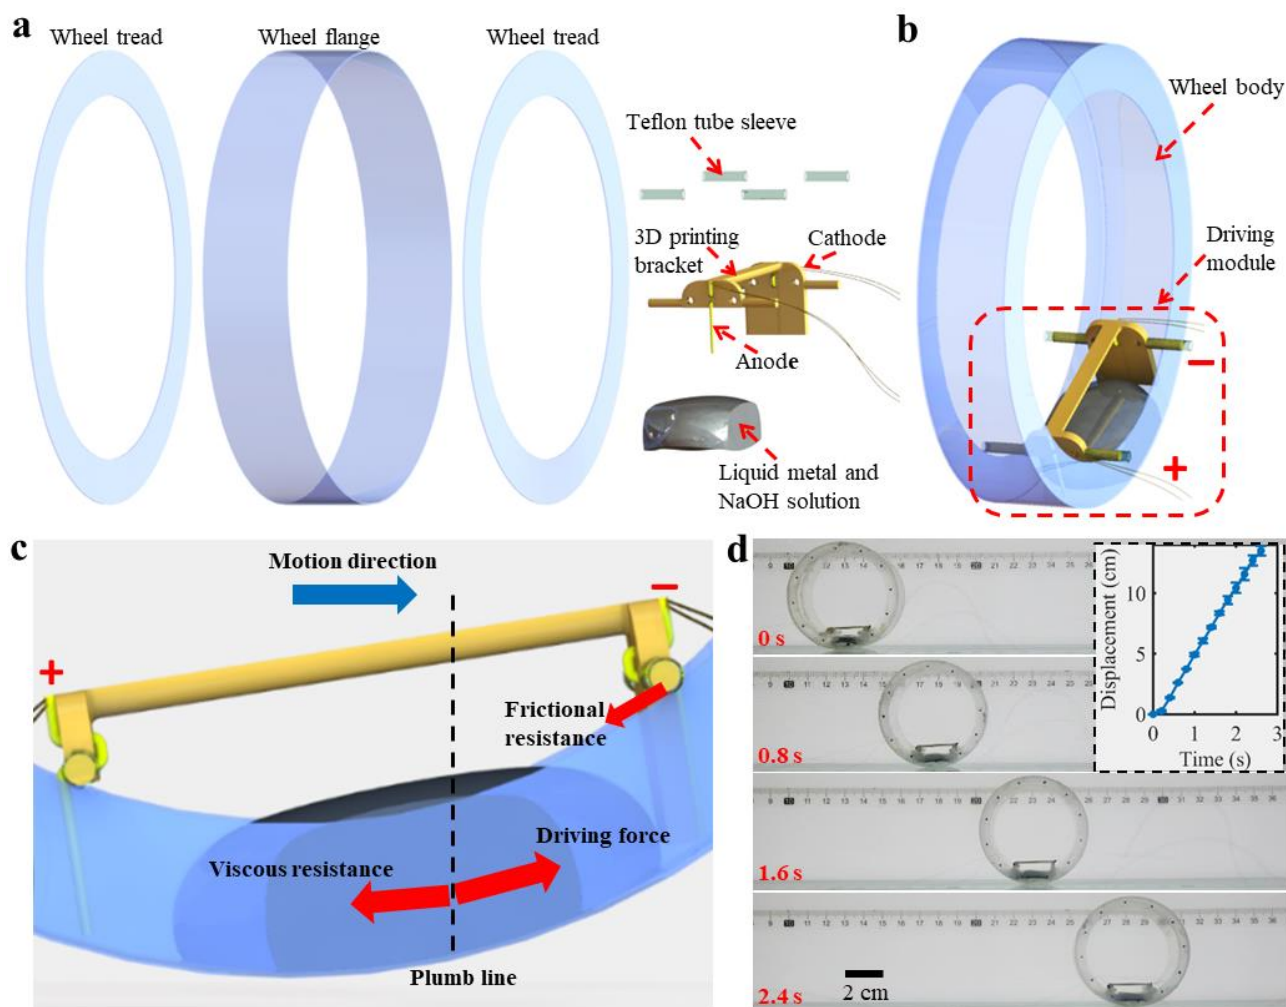 a
Wheel tread
Wheel flange
Wheel tread
Teflon tube sleeve
3D printing
bracket
Cathode
Anode
Liquid metal and
NaOH solution
b
Wheel body
Driving
module
−
+
c
Motion direction
−
+
Frictional
resistance
Driving force
Viscous resistance
Plumb line
d
0 s
0.8 s
1.6 s
2.4 s
2 cm
Displacement (cm)
10
5
0
0 1 2 3
Time (s)